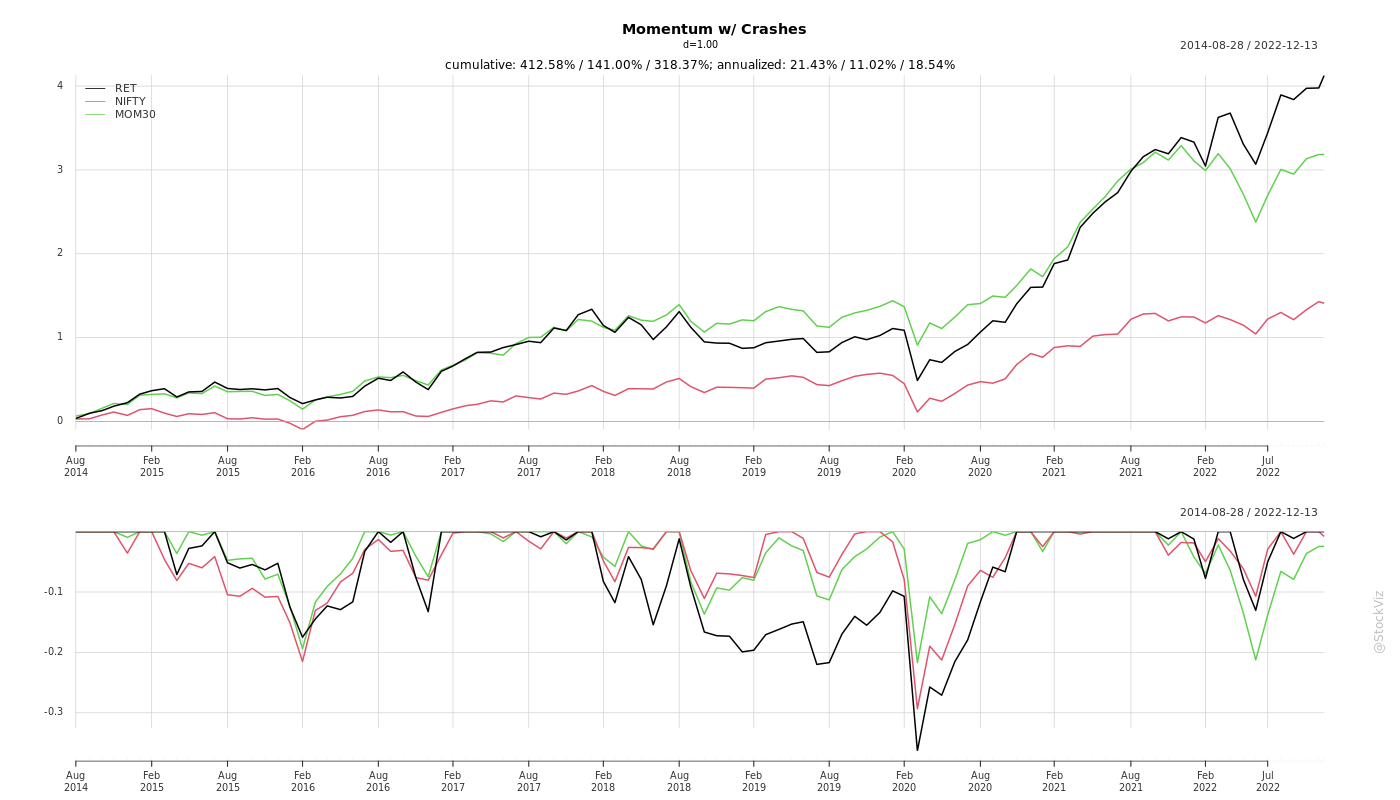 Momentum w/ Crashes
d=1.00
2014-08-28 / 2022-12-13
cumulative: 412.58% / 141.00% / 318.37%; annualized: 21.43% / 11.02% / 18.54%
RET
NIFTY
MOM30
4
3
2
1
0
Aug 2014
Feb 2015
Aug 2015
Feb 2016
Aug 2016
Feb 2017
Aug 2017
Feb 2018
Aug 2018
Feb 2019
Aug 2019
Feb 2020
Aug 2020
Feb 2021
Aug 2021
Feb 2022
Jul 2022
2014-08-28 / 2022-12-13
-0.1
-0.2
-0.3
Aug 2014
Feb 2015
Aug 2015
Feb 2016
Aug 2016
Feb 2017
Aug 2017
Feb 2018
Aug 2018
Feb 2019
Aug 2019
Feb 2020
Aug 2020
Feb 2021
Aug 2021
Feb 2022
Jul 2022
@StockViz